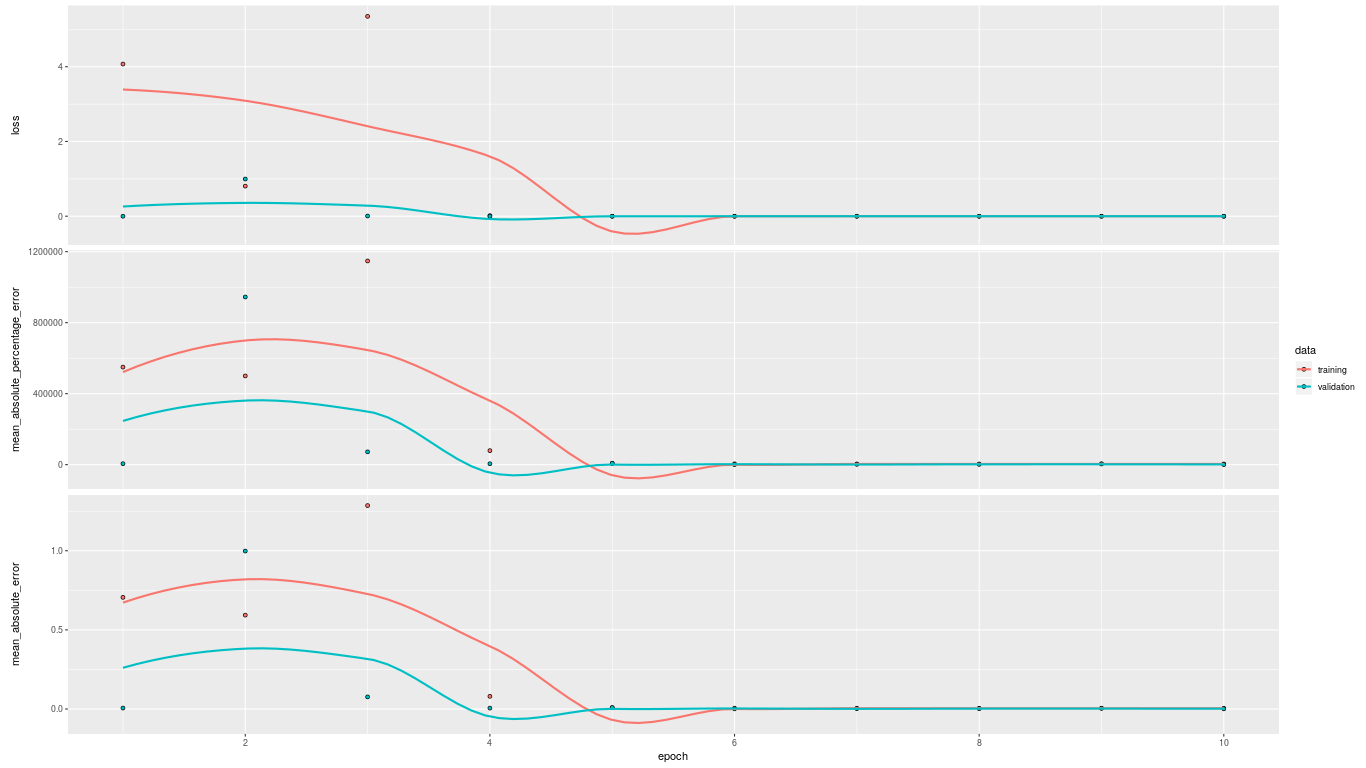 loss
4
2
0
mean_absolute_percentage_error
1200000
800000
400000
0
mean_absolute_error
1.0
0.5
0.0
2
4
6
8
10
epoch
data
training
validation